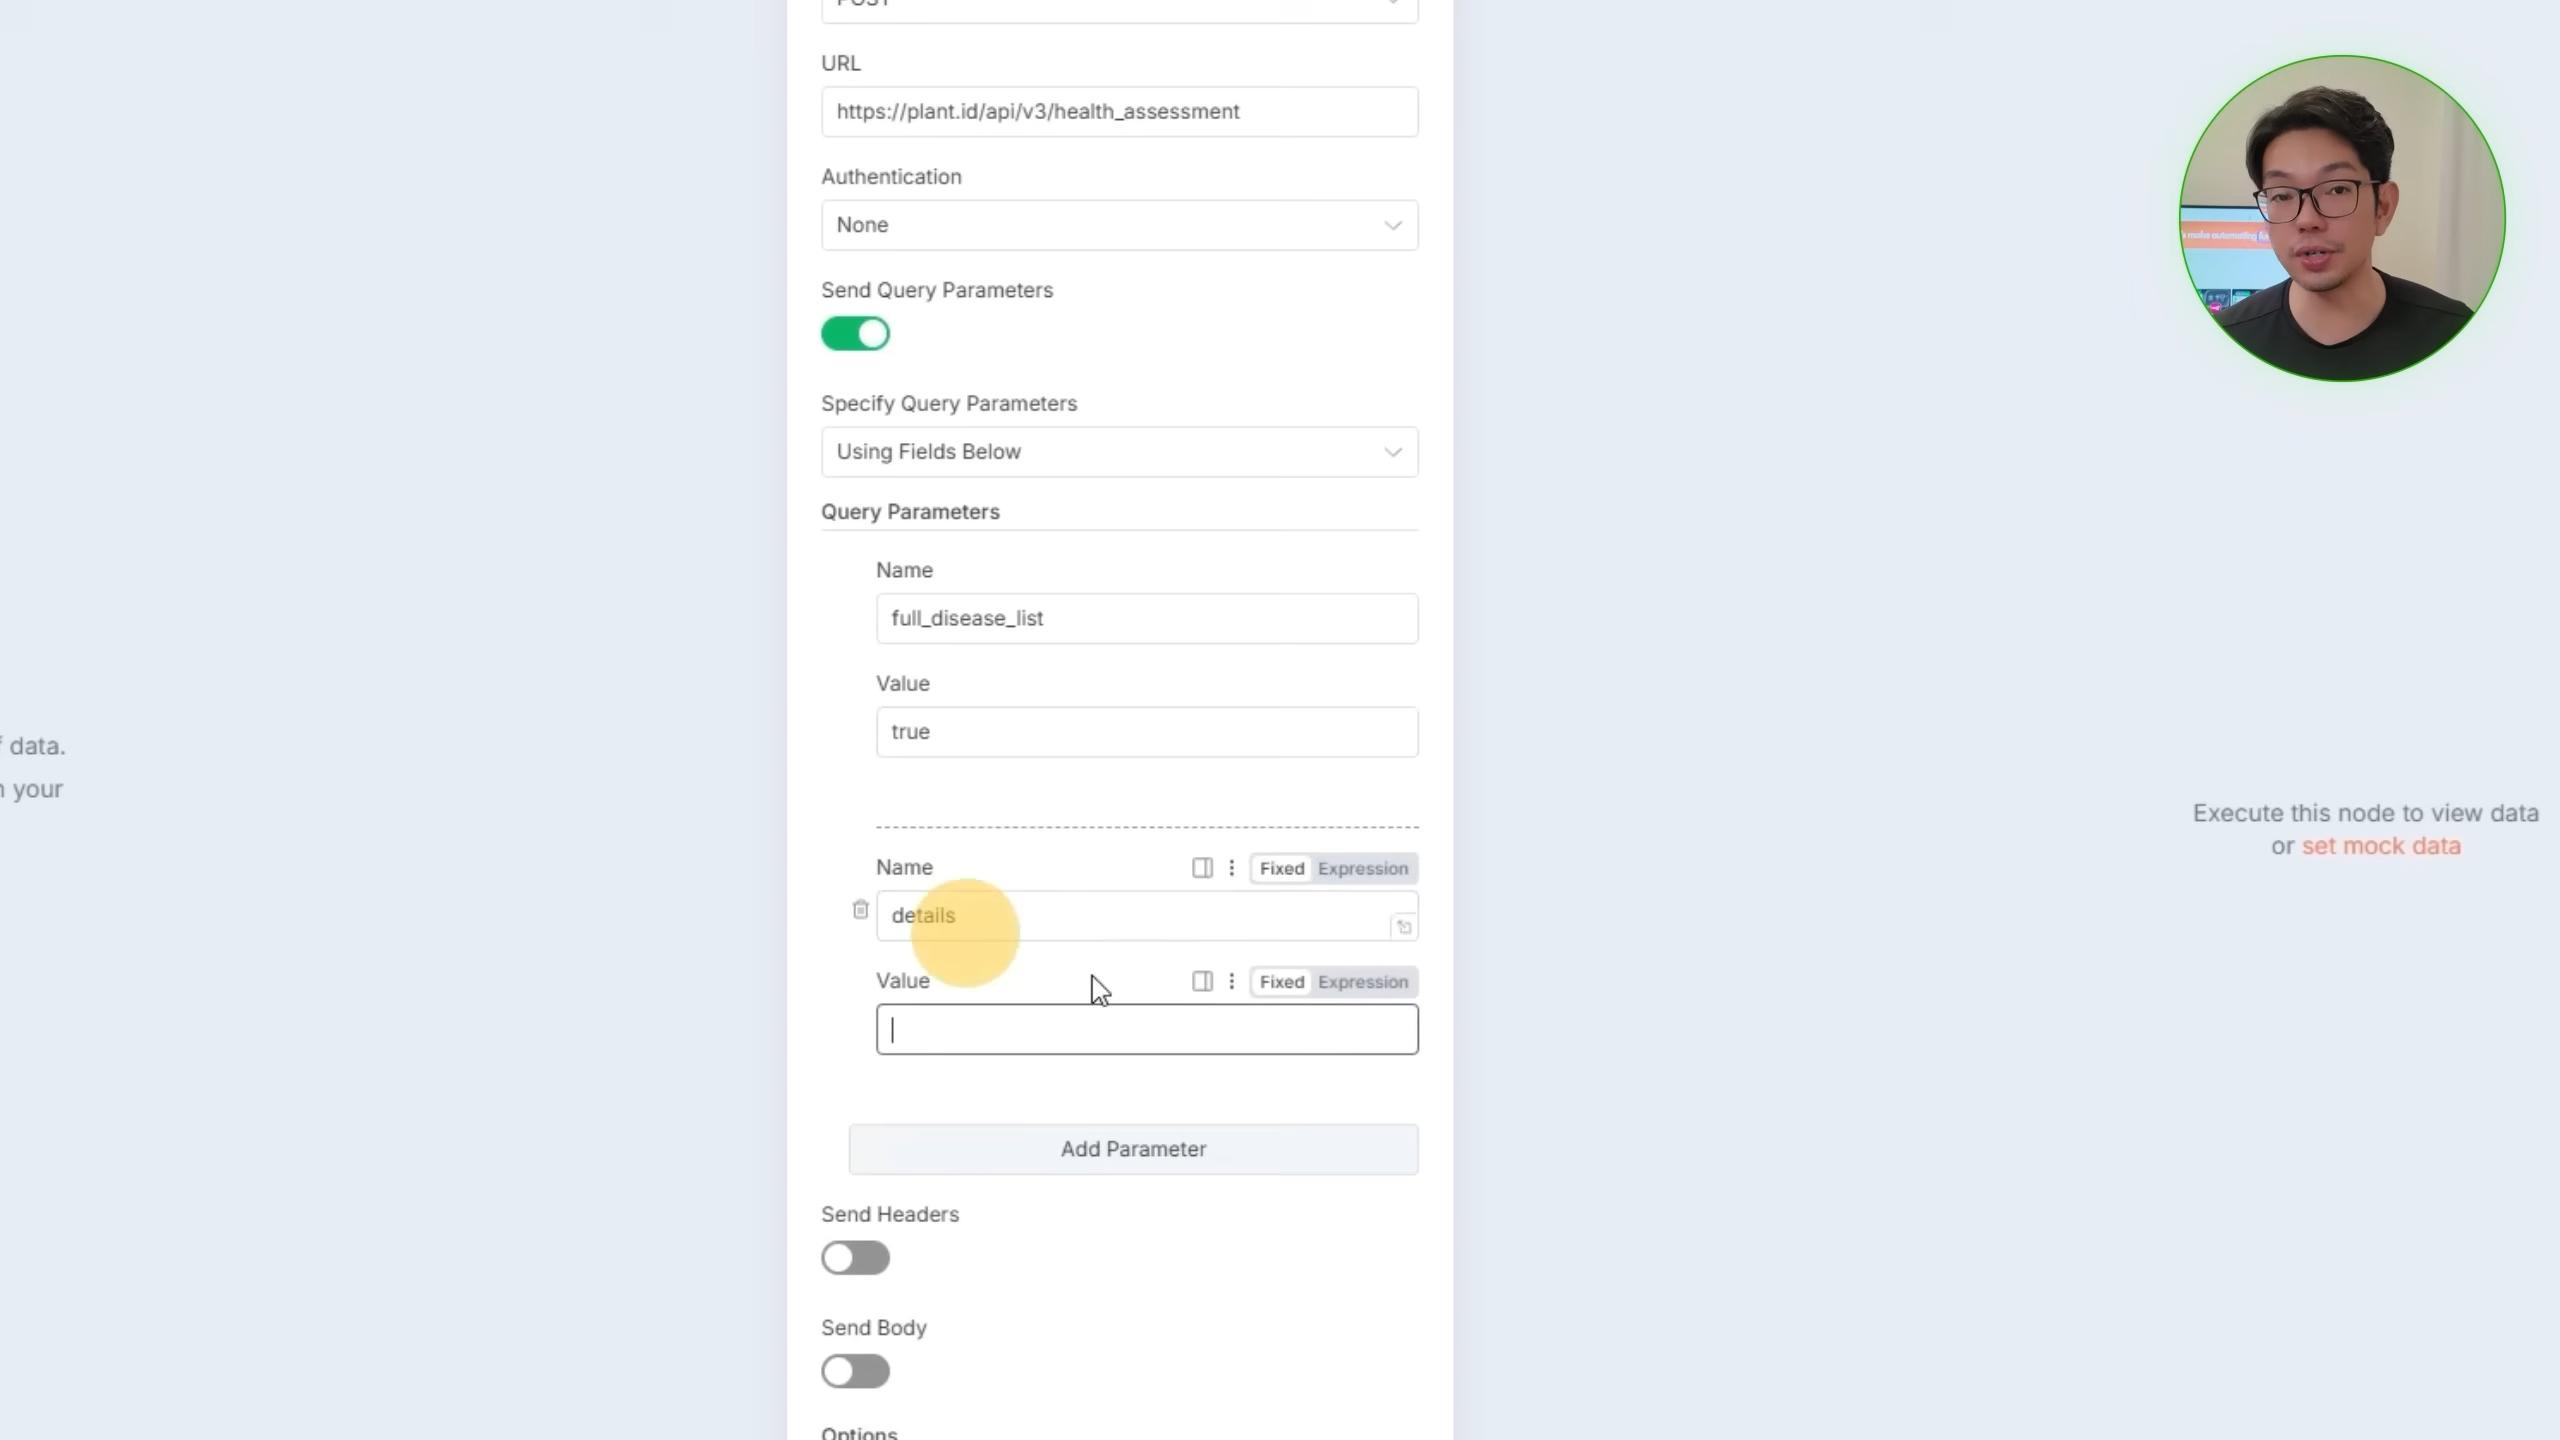 POST
URL
https://plant.id/api/v3/health_assessment
Authentication
None
Send Query Parameters
Specify Query Parameters
Using Fields Below
Query Parameters
Name
full_disease_list
Value
true
data.
your
Execute this node to view data
or set mock data
Name
Fixed Expression
details
Value
Fixed Expression
Add Parameter
Send Headers
Send Body
Options